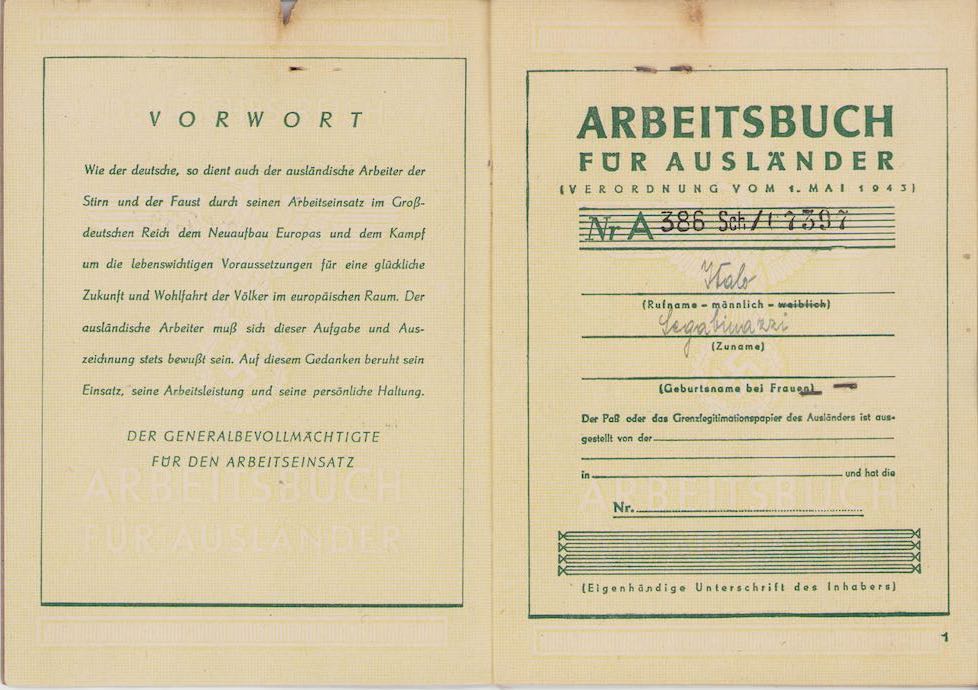 VORWORT
Wie der deutsche, so dient auch der ausländische Arbeiter der
Stirn und der Faust durch seinen Arbeitseinsatz im Groß-
deutschen Reich dem Neuaufbau Europas und dem Kampf
um die lebenswichtigen Voraussetzungen für eine glückliche
Zukunft und Wohlfahrt der Völker im europäischen Raum. Der
ausländische Arbeiter muß sich dieser Aufgabe und Aus-
zeichnung stets bewußt sein. Auf diesem Gedanken beruht sein
Einsatz, seine Arbeitsleistung und seine persönliche Haltung.
DER GENERALBEVOLLMÄCHTIGTE
FÜR DEN ARBEITSEINSATZ
ARBEITSBUCH
FÜR AUSLÄNDER
ARBEITSBUCH
FÜR AUSLÄNDER
(VERORDNUNG VOM 1. MAI 1943)
Nr A 386 Sch/ 7397
Italo
(Rufname – männlich – weiblich)
Segabinazzi
(Zuname)
(Geburtsname bei Frauen)
Der Paß oder das Grenzlegitimationspapier des Ausländers ist aus-
gestellt von der
in und hat die
Nr.
(Eigenhändige Unterschrift des Inhabers)
1